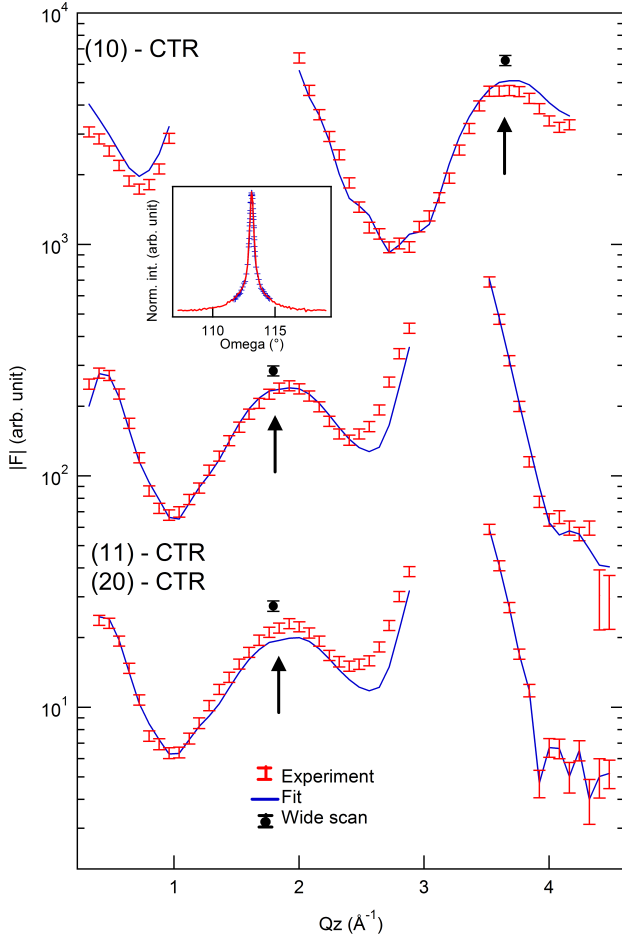 10⁴
(10) - CTR
10³
Norm. int. (arb. unit)
110
115
Omega (°)
|F| (arb. unit)
10²
(11) - CTR
(20) - CTR
10¹
Experiment
Fit
Wide scan
1
2
3
4
Qz (Å⁻¹)